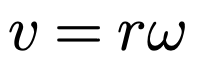 v = rω